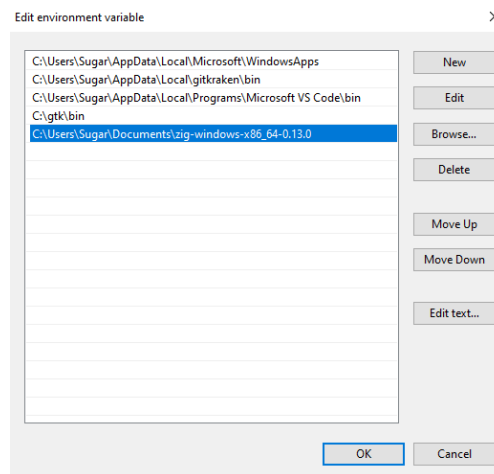 Edit environment variable
C:\Users\Sugar\AppData\Local\Microsoft\WindowsApps
C:\Users\Sugar\AppData\Local\gitkraken\bin
C:\Users\Sugar\AppData\Local\Programs\Microsoft VS Code\bin
C:\gtk\bin
C:\Users\Sugar\Documents\zig-windows-x86_64-0.13.0
New
Edit
Browse...
Delete
Move Up
Move Down
Edit text...
OK
Cancel